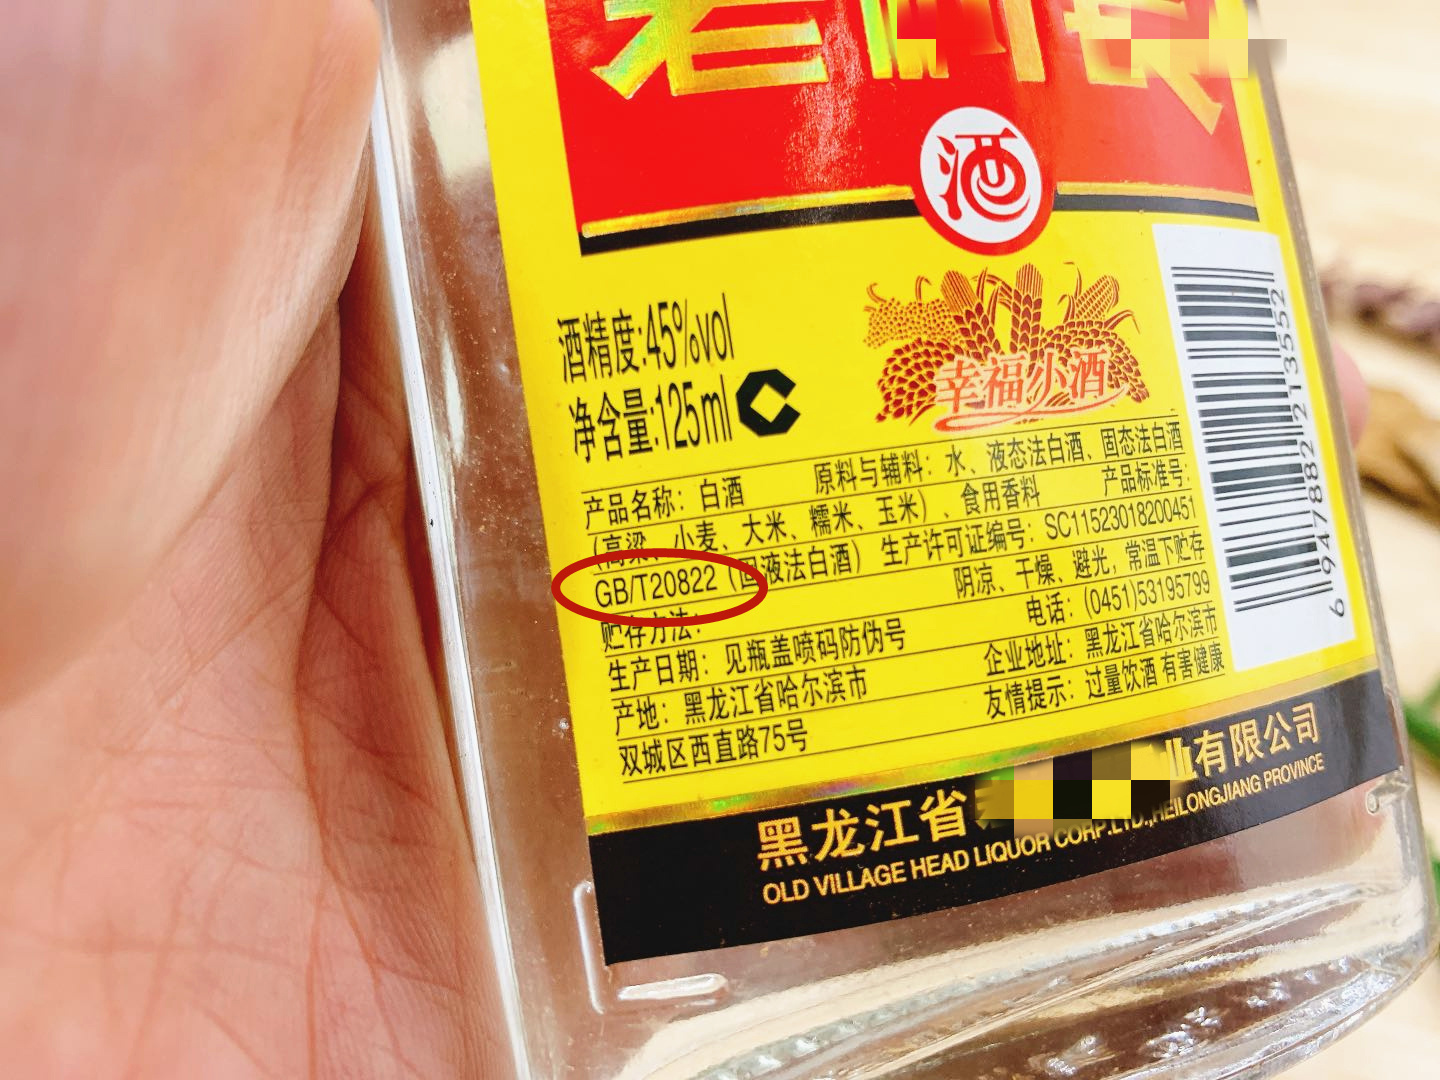 酒
酒精度:45%vol
净含量:125ml
幸福小酒
产品名称：白酒 原料与辅料：水、液态法白酒、固态法白酒
(高粱、小麦、大米、糯米、玉米)、食用香料 产品标准号:
GB/T20822 (固液法白酒) 生产许可证编号：SC11523018200451
贮存方法： 阴凉、干燥、避光，常温下贮存
生产日期：见瓶盖喷码防伪号 电话：(0451)53195799
产地：黑龙江省哈尔滨市 企业地址：黑龙江省哈尔滨市
双城区西直路75号 友情提示：过量饮酒 有害健康
6 947882 213552
黑龙江省 业有限公司
OLD VILLAGE HEAD LIQUOR CORP.LTD.,HEILONGJIANG PROVINCE